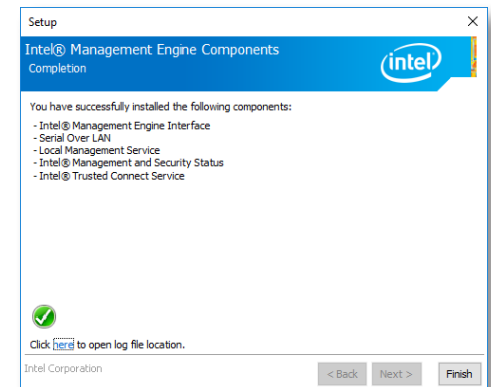 Setup
Intel® Management Engine Components
Completion
intel
You have successfully installed the following components:
- Intel® Management Engine Interface
- Serial Over LAN
- Local Management Service
- Intel® Management and Security Status
- Intel® Trusted Connect Service
Click here to open log file location.
Intel Corporation
< Back
Next >
Finish